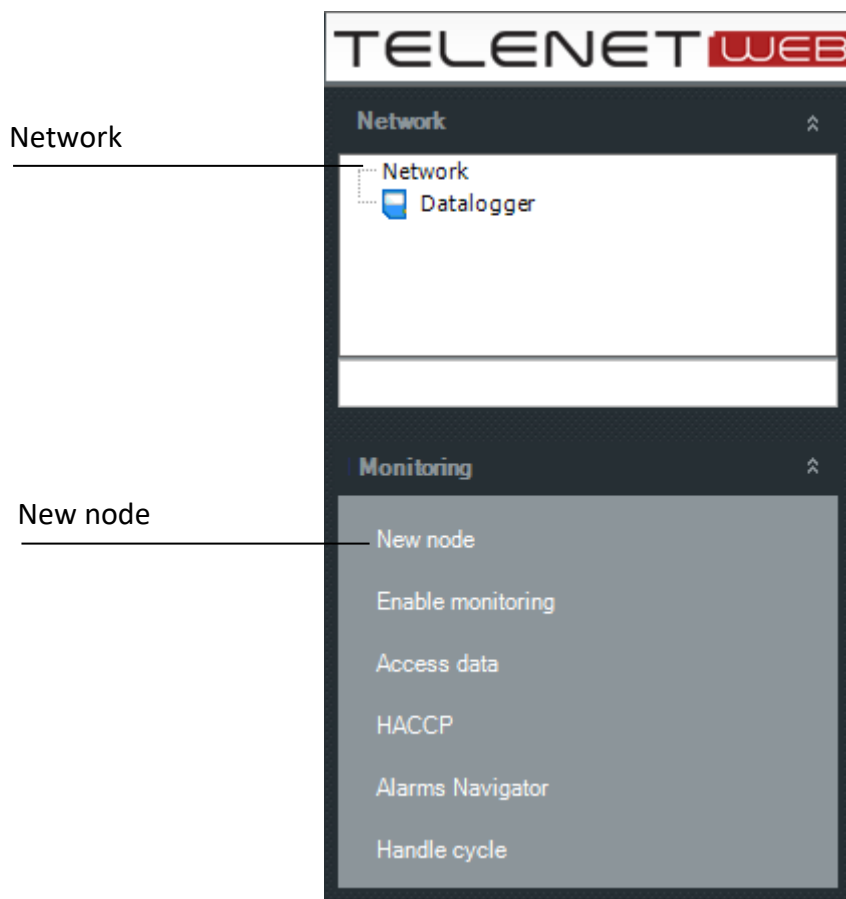 TELENET WEB
Network
Network
Network
Datalogger
Monitoring
New node
New node
Enable monitoring
Access data
HACCP
Alarms Navigator
Handle cycle